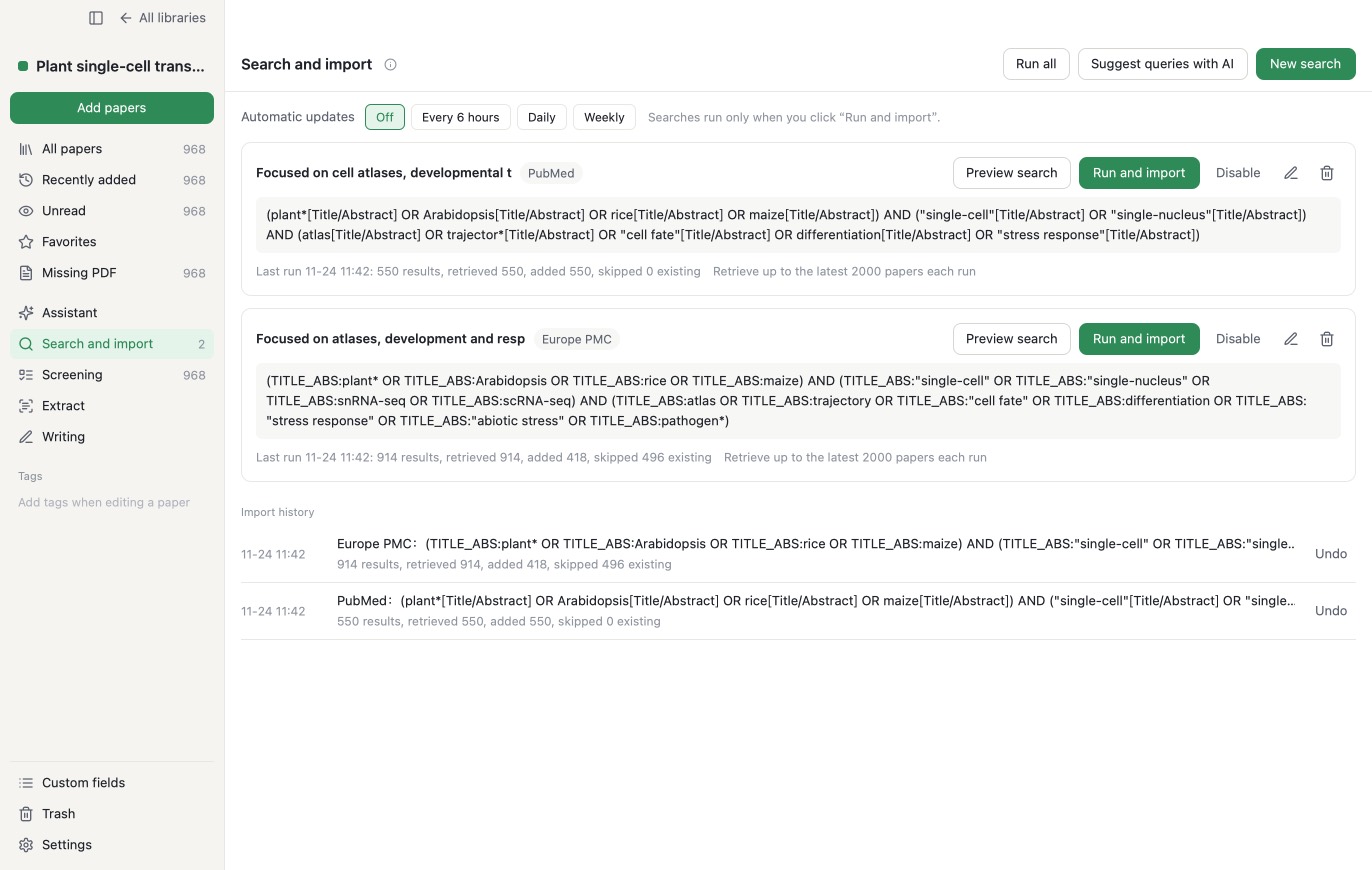 All libraries
Plant single-cell trans...
Add papers
All papers 968
Recently added 968
Unread 968
Favorites
Missing PDF 968
Assistant
Search and import 2
Screening 968
Extract
Writing
Tags
Add tags when editing a paper
Custom fields
Trash
Settings
Search and import
Run all
Suggest queries with AI
New search
Automatic updates Off Every 6 hours Daily Weekly Searches run only when you click “Run and import”.
Focused on cell atlases, developmental t PubMed Preview search Run and import Disable
(plant*[Title/Abstract] OR Arabidopsis[Title/Abstract] OR rice[Title/Abstract] OR maize[Title/Abstract]) AND ("single-cell"[Title/Abstract] OR "single-nucleus"[Title/Abstract])
AND (atlas[Title/Abstract] OR trajector*[Title/Abstract] OR "cell fate"[Title/Abstract] OR differentiation[Title/Abstract] OR "stress response"[Title/Abstract])
Last run 11-24 11:42: 550 results, retrieved 550, added 550, skipped 0 existing Retrieve up to the latest 2000 papers each run
Focused on atlases, development and resp Europe PMC Preview search Run and import Disable
(TITLE_ABS:plant* OR TITLE_ABS:Arabidopsis OR TITLE_ABS:rice OR TITLE_ABS:maize) AND (TITLE_ABS:"single-cell" OR TITLE_ABS:"single-nucleus" OR
TITLE_ABS:snRNA-seq OR TITLE_ABS:scRNA-seq) AND (TITLE_ABS:atlas OR TITLE_ABS:trajectory OR TITLE_ABS:"cell fate" OR TITLE_ABS:differentiation OR TITLE_ABS:
"stress response" OR TITLE_ABS:"abiotic stress" OR TITLE_ABS:pathogen*)
Last run 11-24 11:42: 914 results, retrieved 914, added 418, skipped 496 existing Retrieve up to the latest 2000 papers each run
Import history
11-24 11:42 Europe PMC：(TITLE_ABS:plant* OR TITLE_ABS:Arabidopsis OR TITLE_ABS:rice OR TITLE_ABS:maize) AND (TITLE_ABS:"single-cell" OR TITLE_ABS:"single... Undo
914 results, retrieved 914, added 418, skipped 496 existing
11-24 11:42 PubMed：(plant*[Title/Abstract] OR Arabidopsis[Title/Abstract] OR rice[Title/Abstract] OR maize[Title/Abstract]) AND ("single-cell"[Title/Abstract] OR "single... Undo
550 results, retrieved 550, added 550, skipped 0 existing